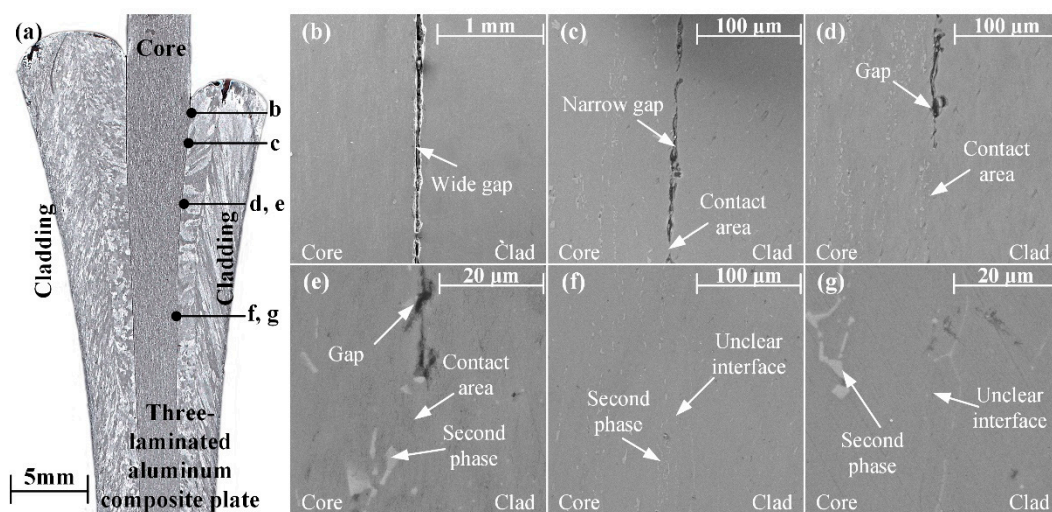 (a)
Core
b
c
d, e
Cladding
Cladding
f, g
Three-
laminated
aluminum
composite plate
5mm
(b)
1 mm
Wide gap
Core
Clad
(c)
100 μm
Narrow gap
Contact
area
Core
Clad
(d)
100 μm
Gap
Contact
area
Core
Clad
(e)
20 μm
Gap
Contact
area
Second
phase
Core
Clad
(f)
100 μm
Unclear
interface
Second
phase
Core
Clad
(g)
20 μm
Unclear
interface
Second
phase
Core
Clad